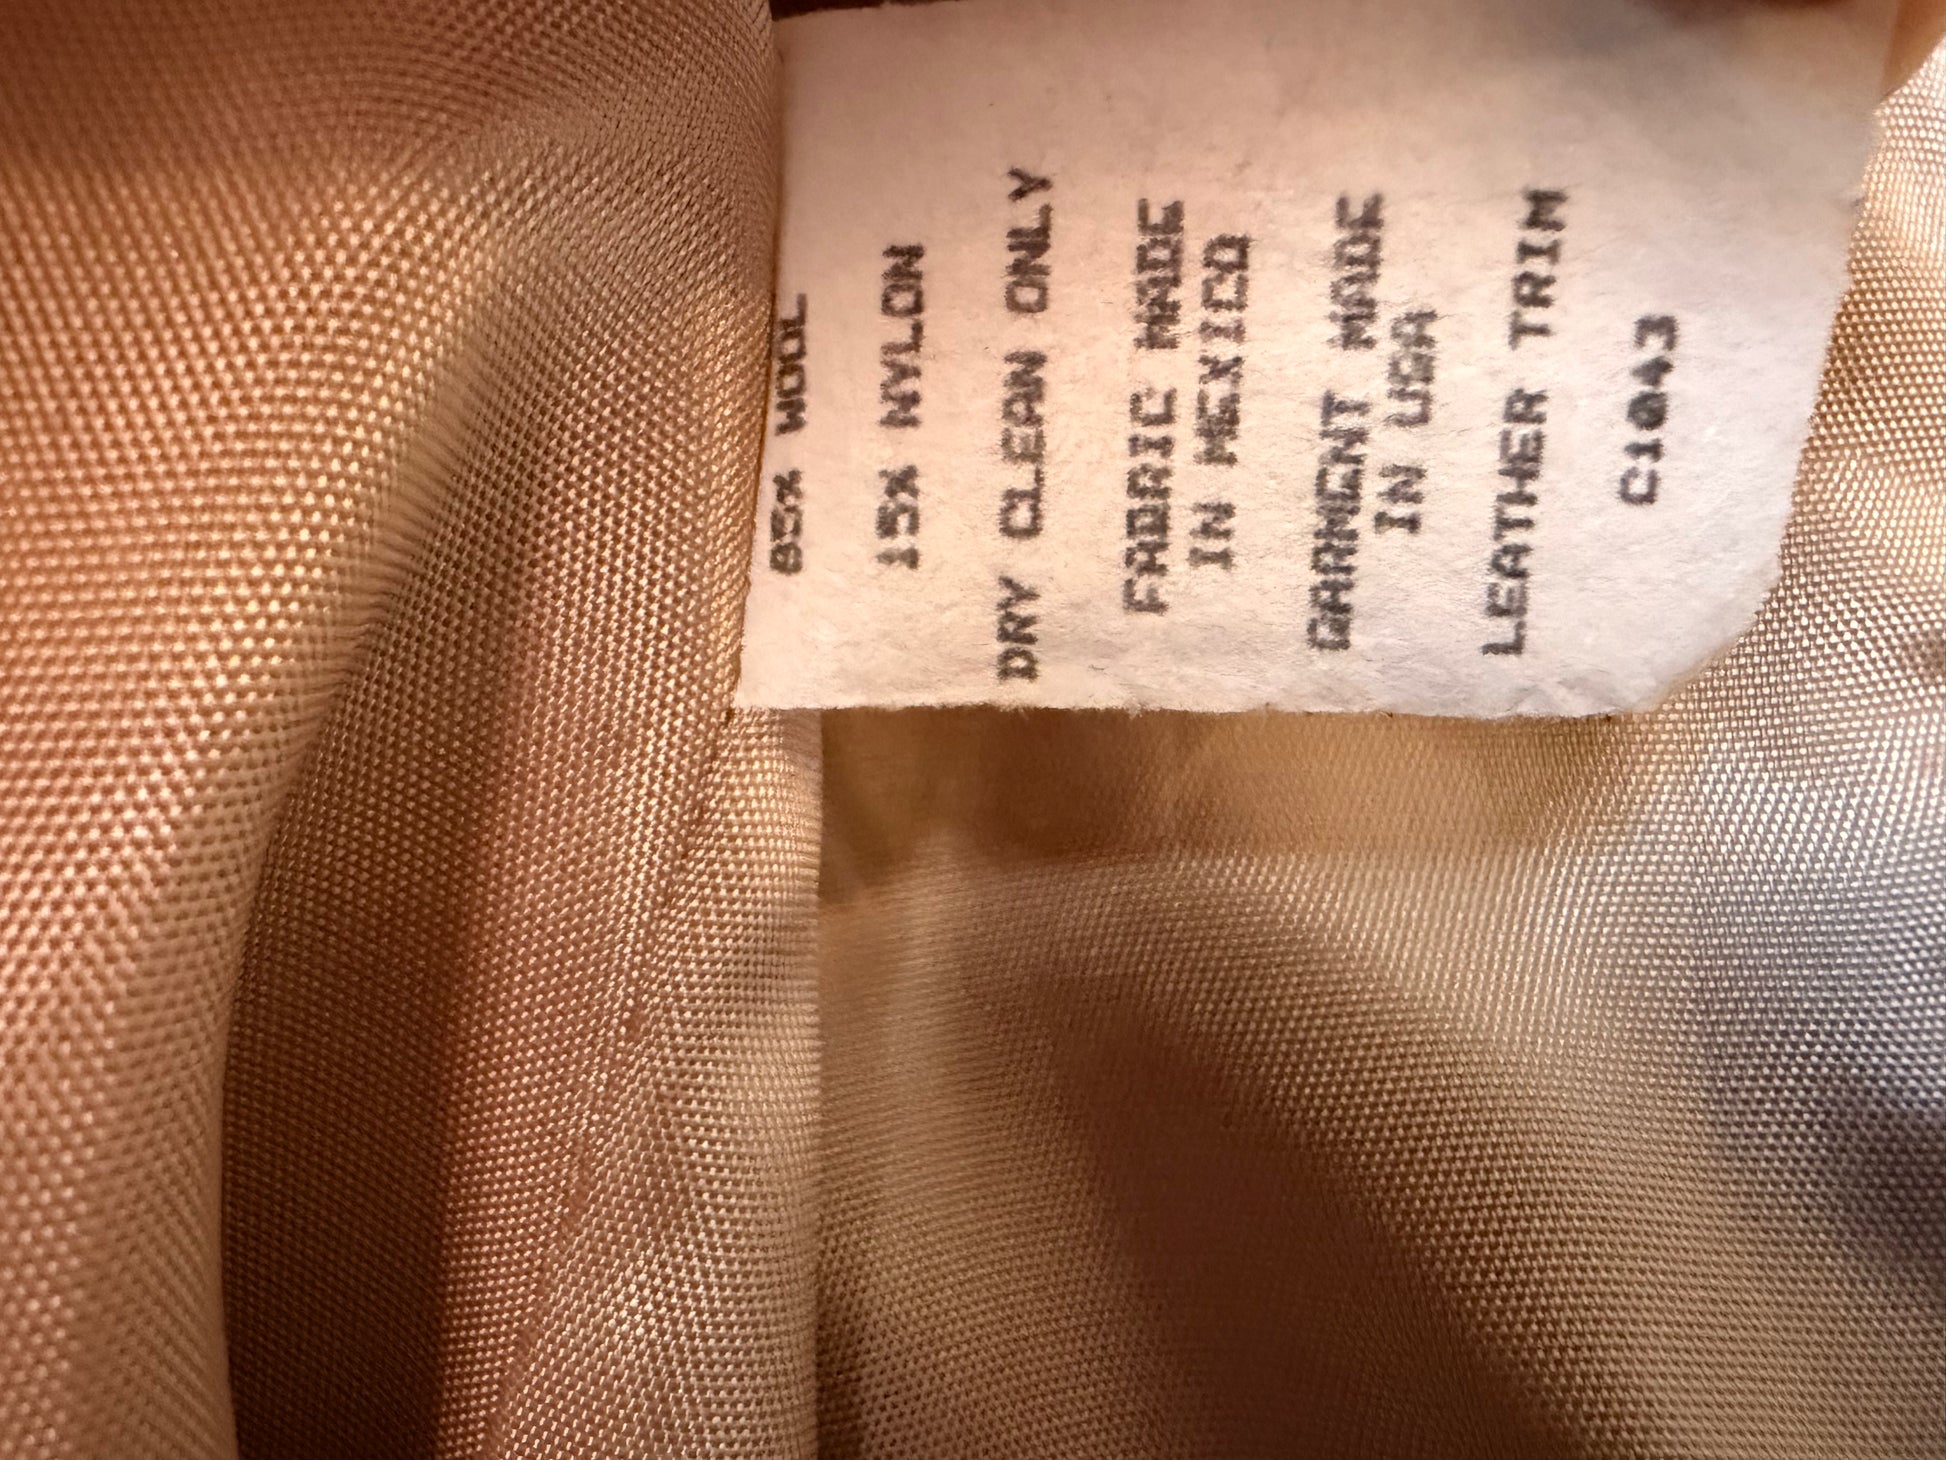 85% WOOL
15% NYLON
DRY CLEAN ONLY
FABRIC MADE
IN MEXICO
GARMENT MADE
IN USA
LEATHER TRIM
C1043